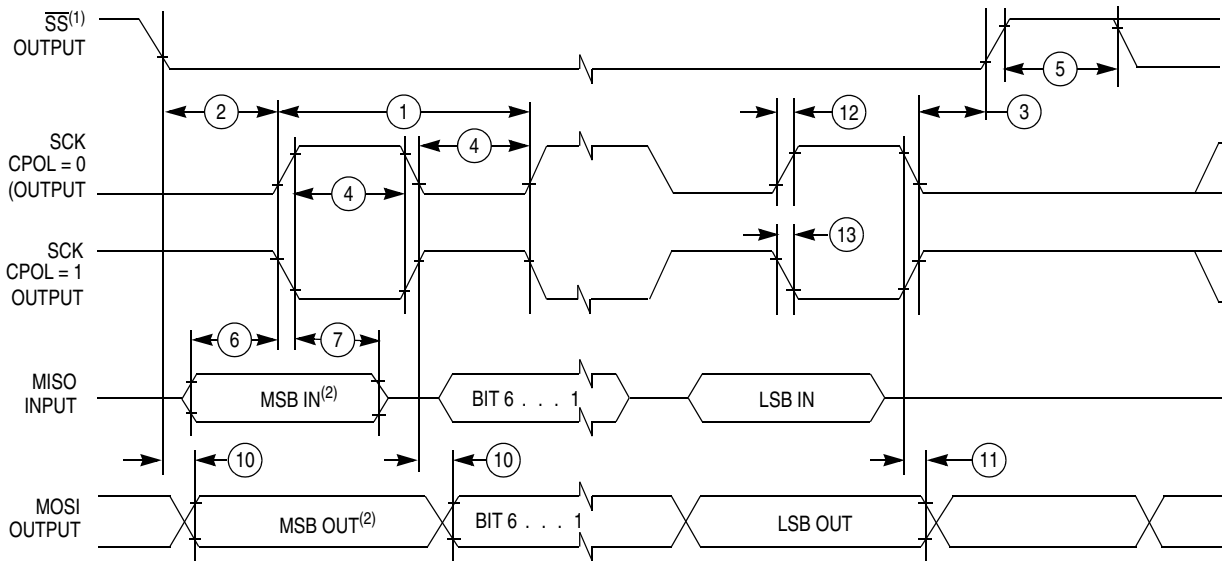 SS(1)
OUTPUT
5
2
1
12
3
SCK
CPOL = 0
(OUTPUT
4
4
SCK
CPOL = 1
OUTPUT
13
6
7
MISO
INPUT
MSB IN(2)
BIT 6 . . . 1
LSB IN
10
10
11
MOSI
OUTPUT
MSB OUT(2)
BIT 6 . . . 1
LSB OUT